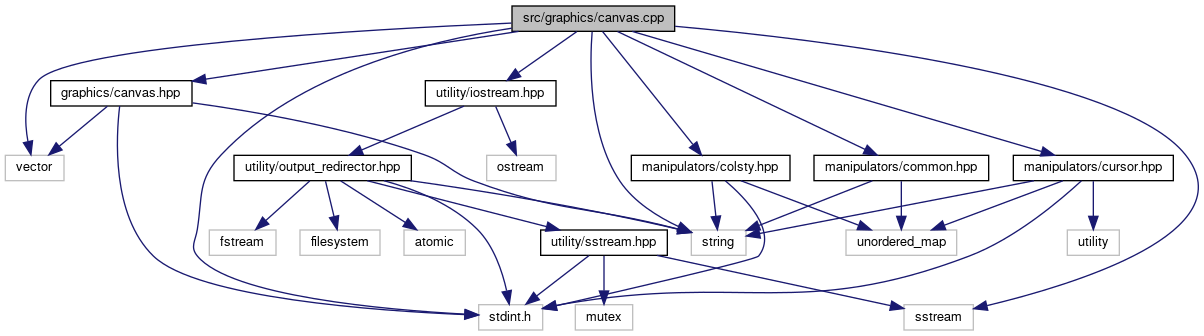 src/graphics/canvas.cpp
graphics/canvas.hpp
utility/iostream.hpp
vector
utility/output_redirector.hpp
ostream
manipulators/colsty.hpp
manipulators/common.hpp
manipulators/cursor.hpp
fstream
filesystem
atomic
utility/sstream.hpp
string
unordered_map
utility
stdint.h
mutex
sstream